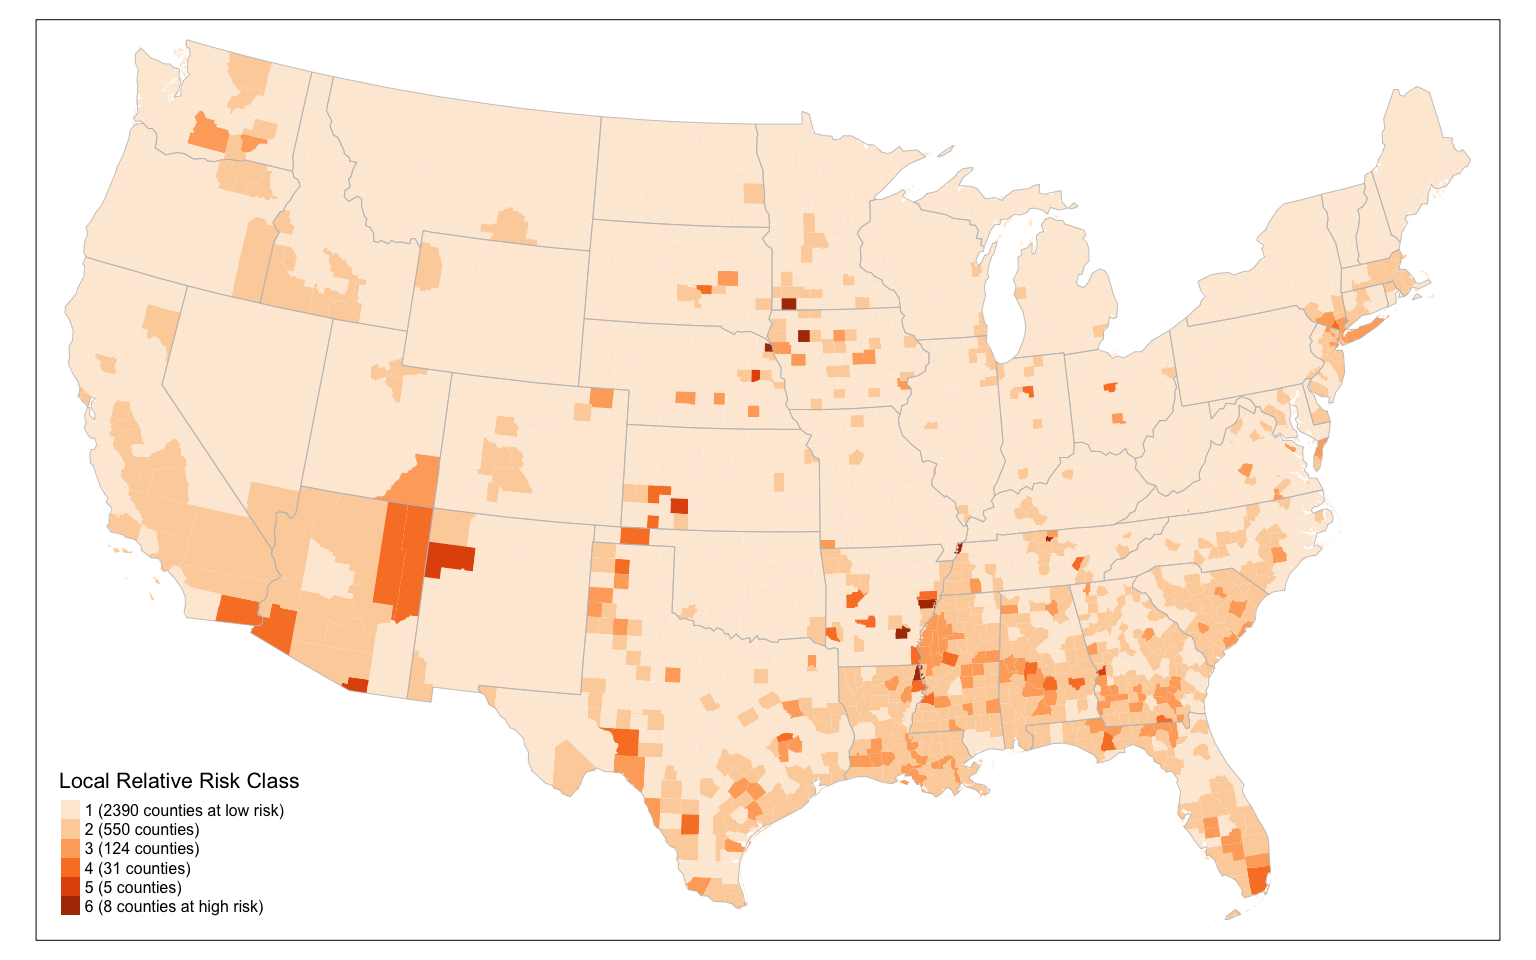 Local Relative Risk Class
1 (2390 counties at low risk)
2 (550 counties)
3 (124 counties)
4 (31 counties)
5 (5 counties)
6 (8 counties at high risk)